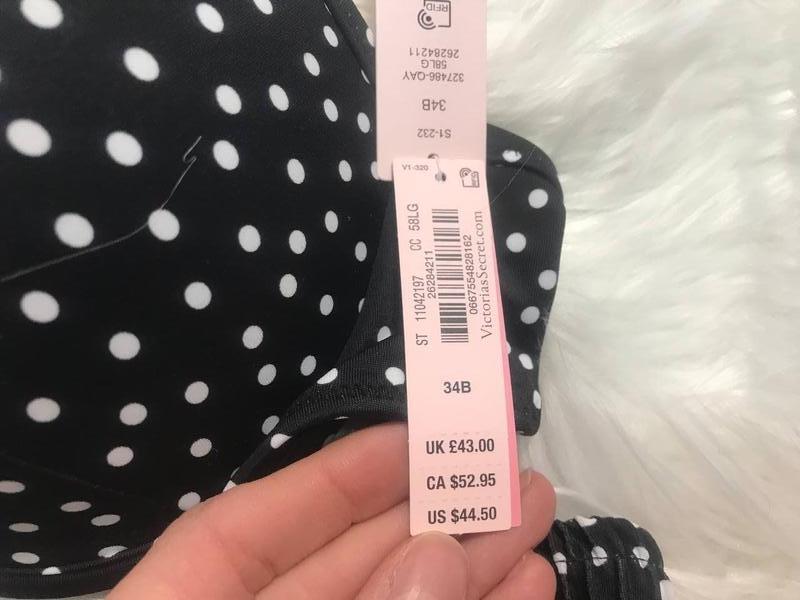 RFID
26284211
58LG
327486-QAY
34B
S1-232
V1-320
ST 11042197 CC 58LG
26284211
0667554828162
VictoriasSecret.com
34B
UK £43.00
CA $52.95
US $44.50